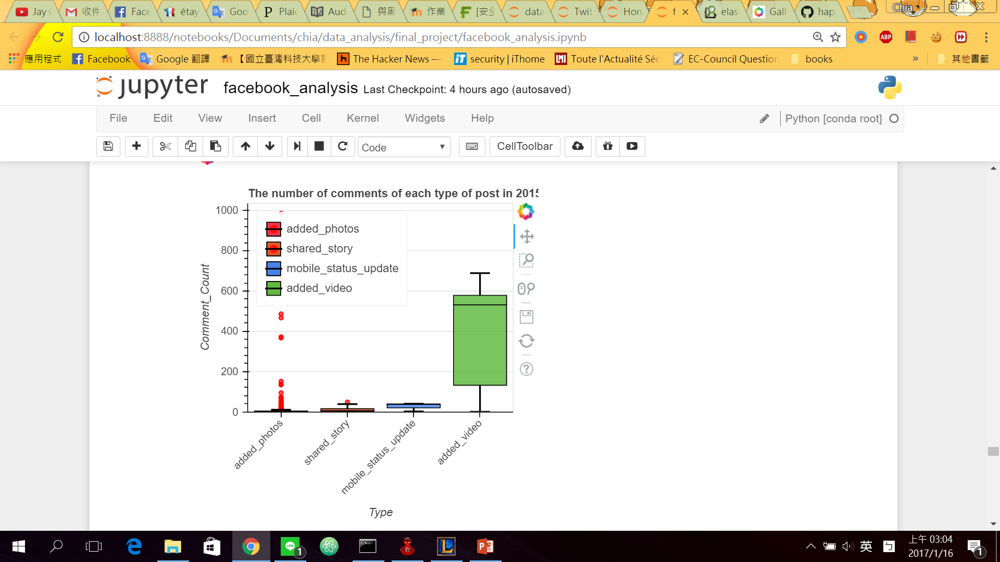 Jay
收件
Face
étay
Goo
Plaid
Aud
與黑
作業
[安全
data
Twit
Hom
f
elas
Gall
hap
Chia
localhost:8888/notebooks/Documents/chia/data_analysis/final_project/facebook_analysis.ipynb
ABP
應用程式
Facebook
Google 翻譯
【國立臺灣科技大學
The Hacker News —
security | iThome
Toute l'Actualité Séc
EC-Council Question
books
»
其他書籤
jupyter
facebook_analysis
Last Checkpoint: 4 hours ago (autosaved)
File Edit View Insert Cell Kernel Widgets Help
Python [conda root]
Code
CellToolbar
The number of comments of each type of post in 2015
1000
800
600
400
200
0
Comment_Count
added_photos
shared_story
mobile_status_update
added_video
added_photos
shared_story
mobile_status_update
added_video
Type
LINE
1
英
ㄅ
上午 03:04
2017/1/16
1